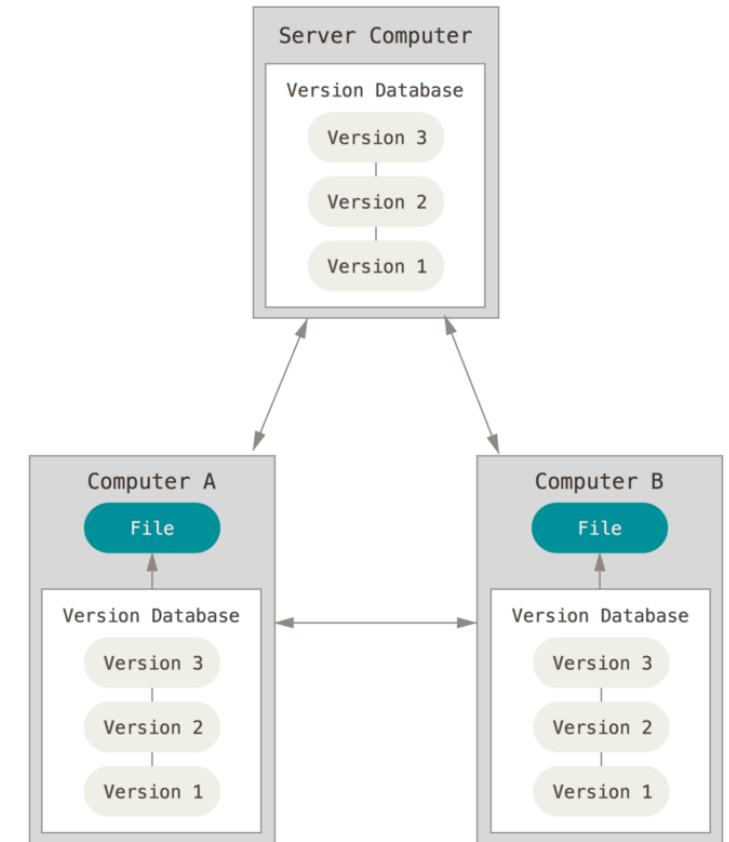 Server Computer
Version Database
Version 3
Version 2
Version 1
Computer A
File
Version Database
Version 3
Version 2
Version 1
Computer B
File
Version Database
Version 3
Version 2
Version 1